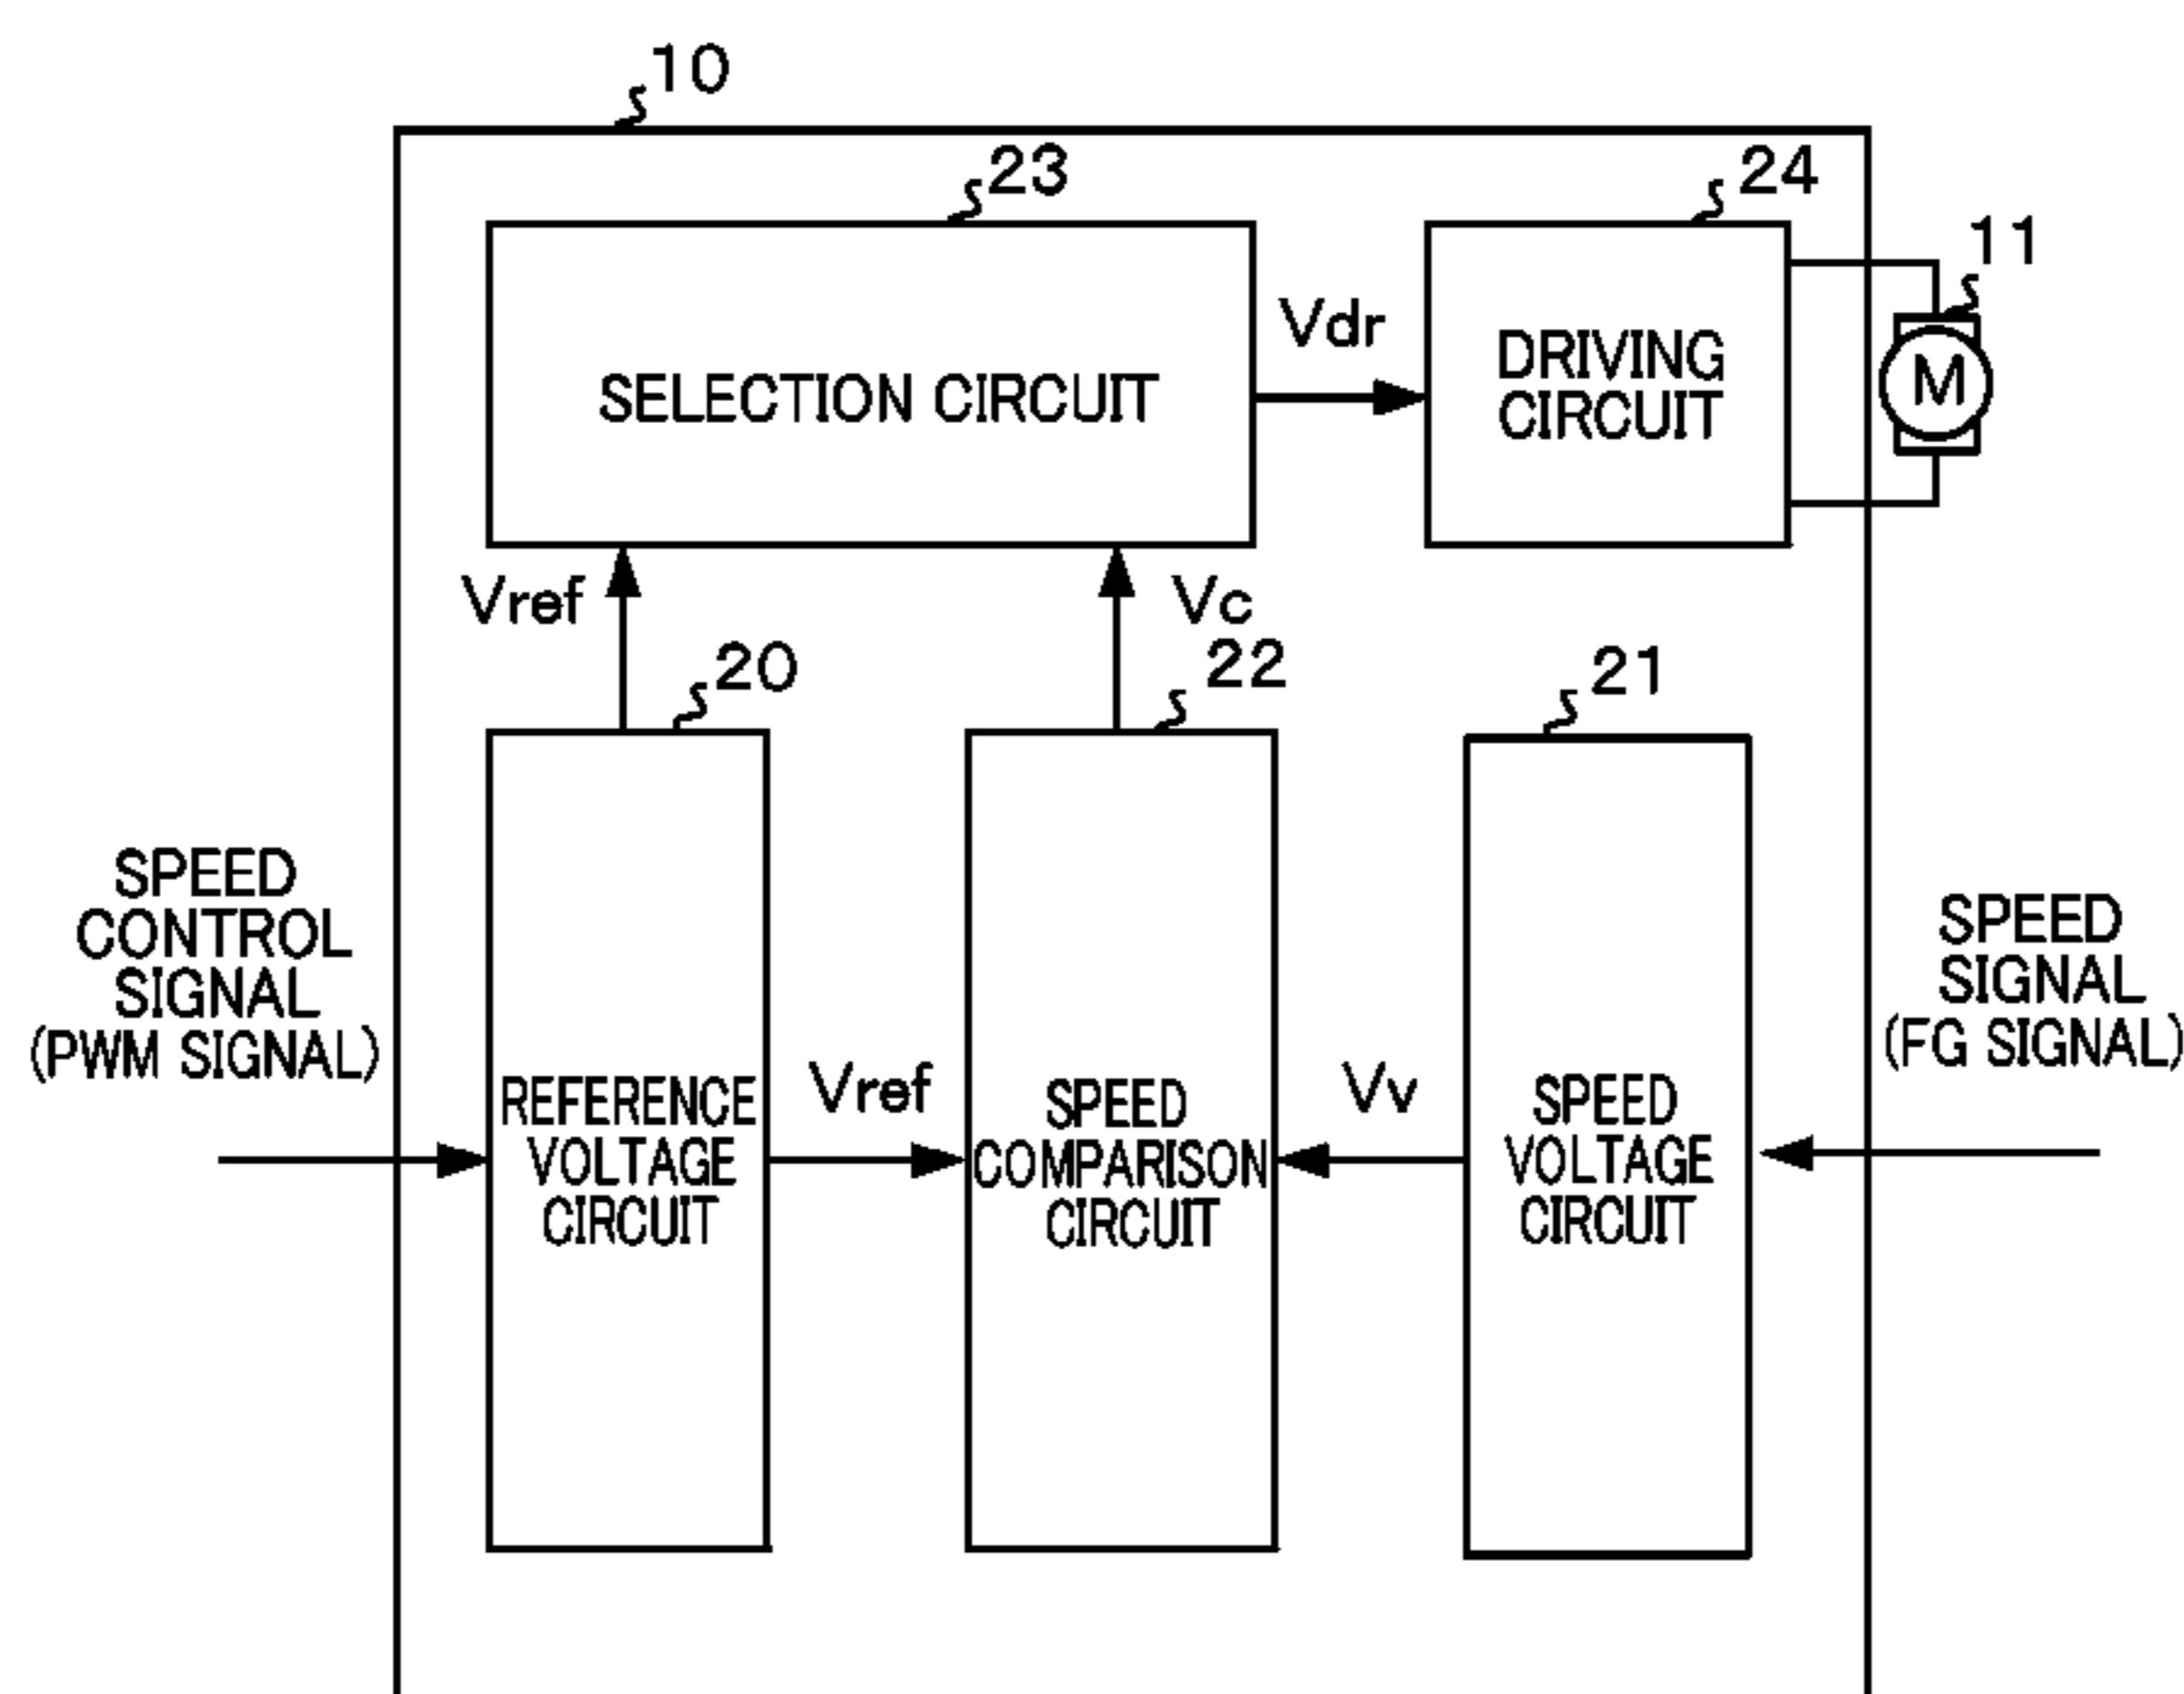 10
23
24
11
SELECTION CIRCUIT
Vdr
DRIVING
CIRCUIT
M
Vref
Vc
20
22
21
SPEED
CONTROL
SIGNAL
(PWM SIGNAL)
REFERENCE
VOLTAGE
CIRCUIT
Vref
SPEED
COMPARISON
CIRCUIT
Vv
SPEED
VOLTAGE
CIRCUIT
SPEED
SIGNAL
(FG SIGNAL)